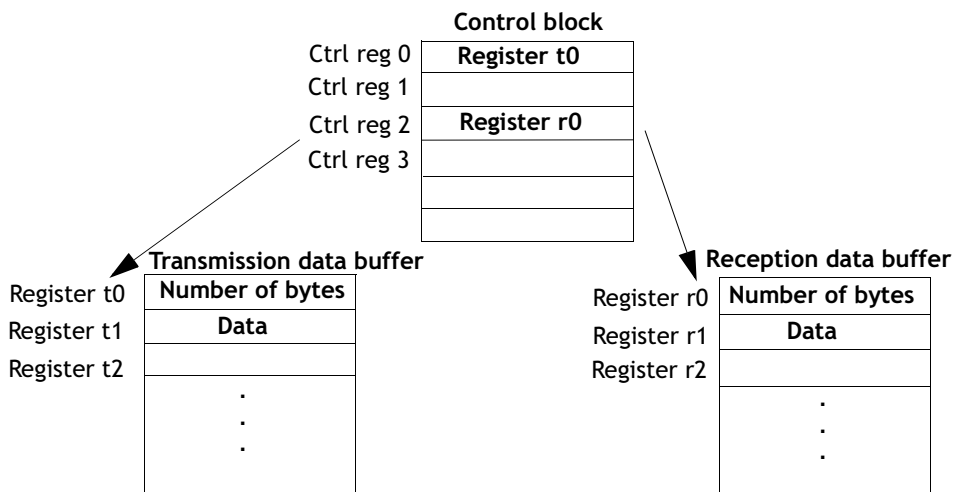 Control block
Ctrl reg 0 Register t0
Ctrl reg 1
Ctrl reg 2 Register r0
Ctrl reg 3
Transmission data buffer
Register t0 Number of bytes
Register t1 Data
Register t2
.
.
.
Reception data buffer
Register r0 Number of bytes
Register r1 Data
Register r2
.
.
.